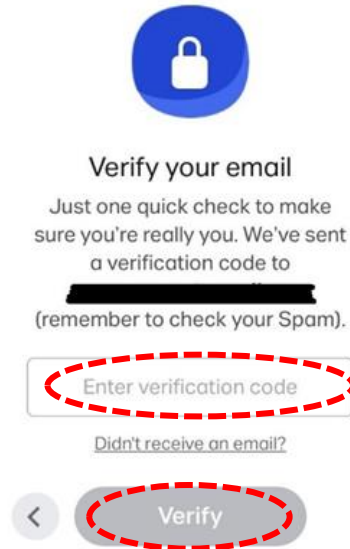 Verify your email
Just one quick check to make
sure you're really you. We've sent
a verification code to
(remember to check your Spam).
Enter verification code
Didn't receive an email?
Verify